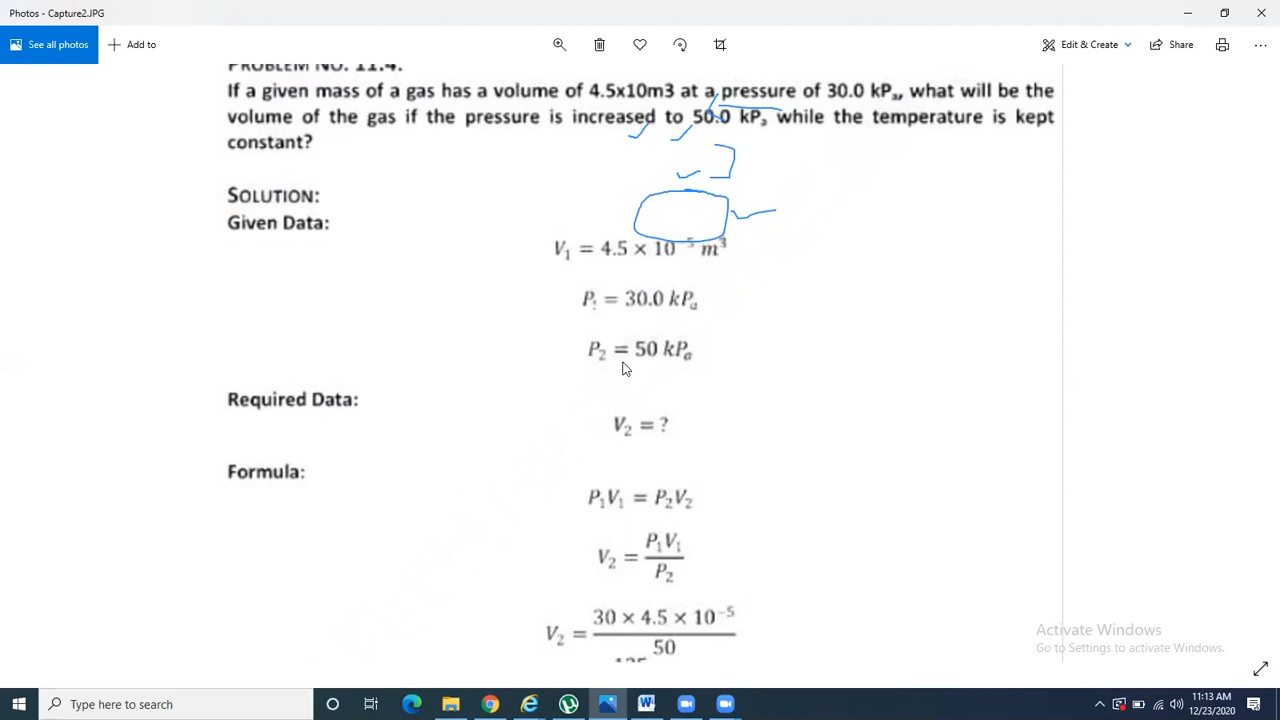 Photos - Capture2.JPG
See all photos
Add to
Edit & Create
Share
PROBLEM NO. 11.4.
If a given mass of a gas has a volume of 4.5x10m3 at a pressure of 30.0 kPa, what will be the
volume of the gas if the pressure is increased to 50.0 kPa while the temperature is kept
constant?
SOLUTION:
Given Data:
V₁ = 4.5 × 10⁻⁵ m³
P₁ = 30.0 kPₐ
P₂ = 50 kPₐ
Required Data:
V₂ = ?
Formula:
P₁V₁ = P₂V₂
V₂ = P₁V₁ / P₂
V₂ = 30 × 4.5 × 10⁻⁵ / 50
Activate Windows
Go to Settings to activate Windows.
Type here to search
11:13 AM
12/23/2020